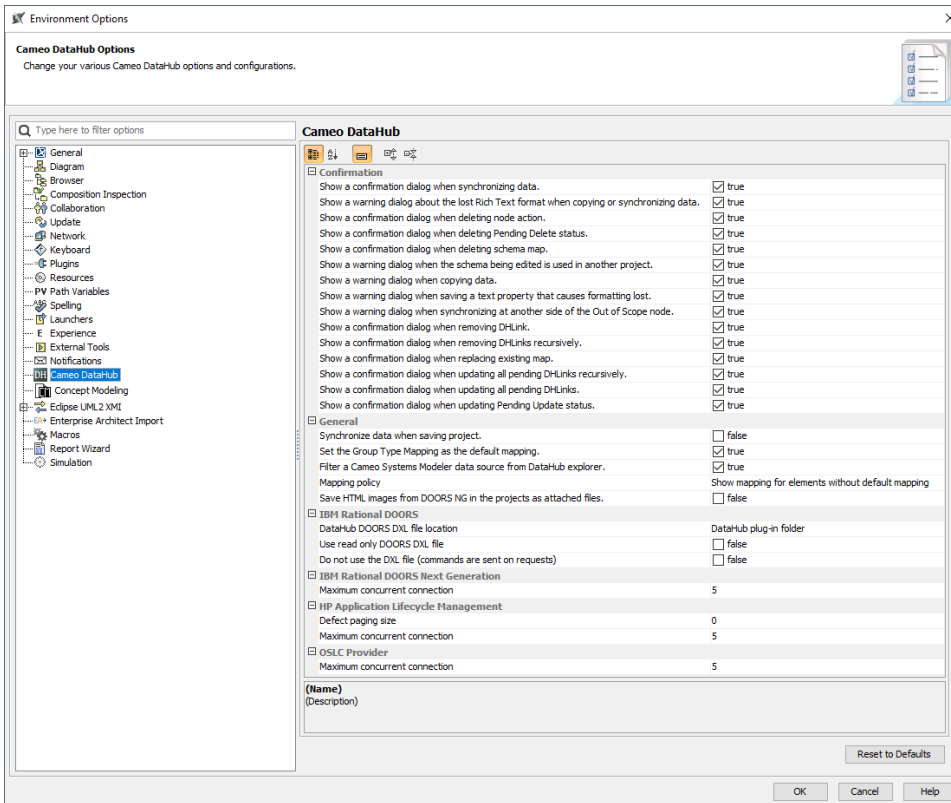 Environment Options
Cameo DataHub Options
Change your various Cameo DataHub options and configurations.
Type here to filter options
General
Diagram
Browser
Composition Inspection
Collaboration
Update
Network
Keyboard
Plugins
Resources
PV Path Variables
Spelling
Launchers
E Experience
External Tools
Notifications
DH Cameo DataHub
Concept Modeling
Eclipse UML2 XMI
EA+ Enterprise Architect Import
Macros
Report Wizard
Simulation
Cameo DataHub
Confirmation
Show a confirmation dialog when synchronizing data. true
Show a warning dialog about the lost Rich Text format when copying or synchronizing data. true
Show a confirmation dialog when deleting node action. true
Show a confirmation dialog when deleting Pending Delete status. true
Show a confirmation dialog when deleting schema map. true
Show a warning dialog when the schema being edited is used in another project. true
Show a warning dialog when copying data. true
Show a warning dialog when saving a text property that causes formatting lost. true
Show a warning dialog when synchronizing at another side of the Out of Scope node. true
Show a confirmation dialog when removing DHLink. true
Show a confirmation dialog when removing DHLinks recursively. true
Show a confirmation dialog when replacing existing map. true
Show a confirmation dialog when updating all pending DHLinks recursively. true
Show a confirmation dialog when updating all pending DHLinks. true
Show a confirmation dialog when updating Pending Update status. true
General
Synchronize data when saving project. false
Set the Group Type Mapping as the default mapping. true
Filter a Cameo Systems Modeler data source from DataHub explorer. true
Mapping policy Show mapping for elements without default mapping
Save HTML images from DOORS NG in the projects as attached files. false
IBM Rational DOORS
DataHub DOORS DXL file location DataHub plug-in folder
Use read only DOORS DXL file false
Do not use the DXL file (commands are sent on requests) false
IBM Rational DOORS Next Generation
Maximum concurrent connection 5
HP Application Lifecycle Management
Defect paging size 0
Maximum concurrent connection 5
OSLC Provider
Maximum concurrent connection 5
(Name)
(Description)
Reset to Defaults
OK Cancel Help